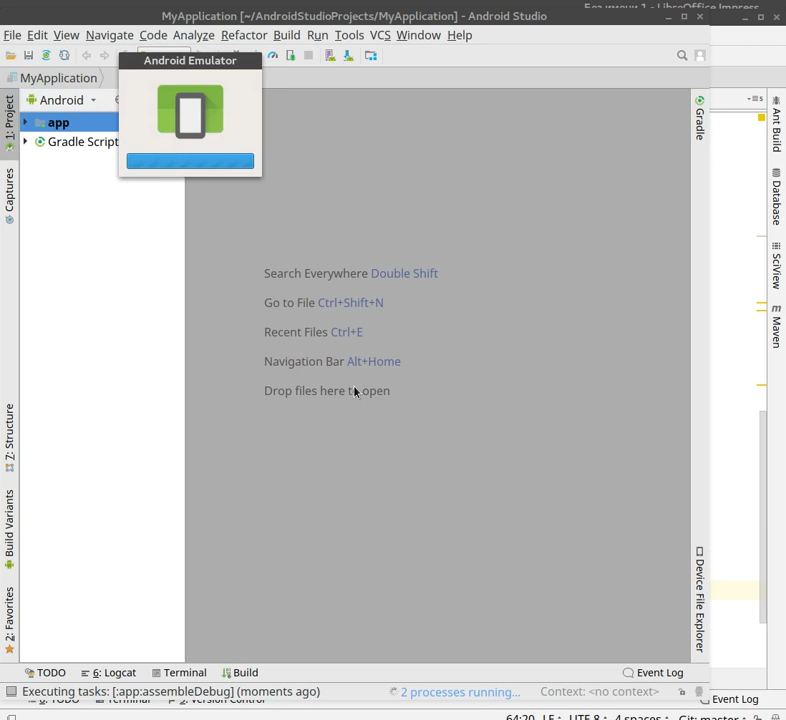 MyApplication [~/AndroidStudioProjects/MyApplication] - Android Studio
File Edit View Navigate Code Analyze Refactor Build Run Tools VCS Window Help
MyApplication
Android Emulator
Android
app
Gradle Script
1: Project
Captures
7: Structure
Build Variants
2: Favorites
Search Everywhere Double Shift
Go to File Ctrl+Shift+N
Recent Files Ctrl+E
Navigation Bar Alt+Home
Drop files here to open
Gradle
Device File Explorer
Ant Build
Database
SciView
Maven
TODO 6: Logcat Terminal Build Event Log
Executing tasks: [:app:assembleDebug] (moments ago) 2 processes running... Context: <no context>
Event Log
64:20 LF UTF-8 4 spaces Git: master